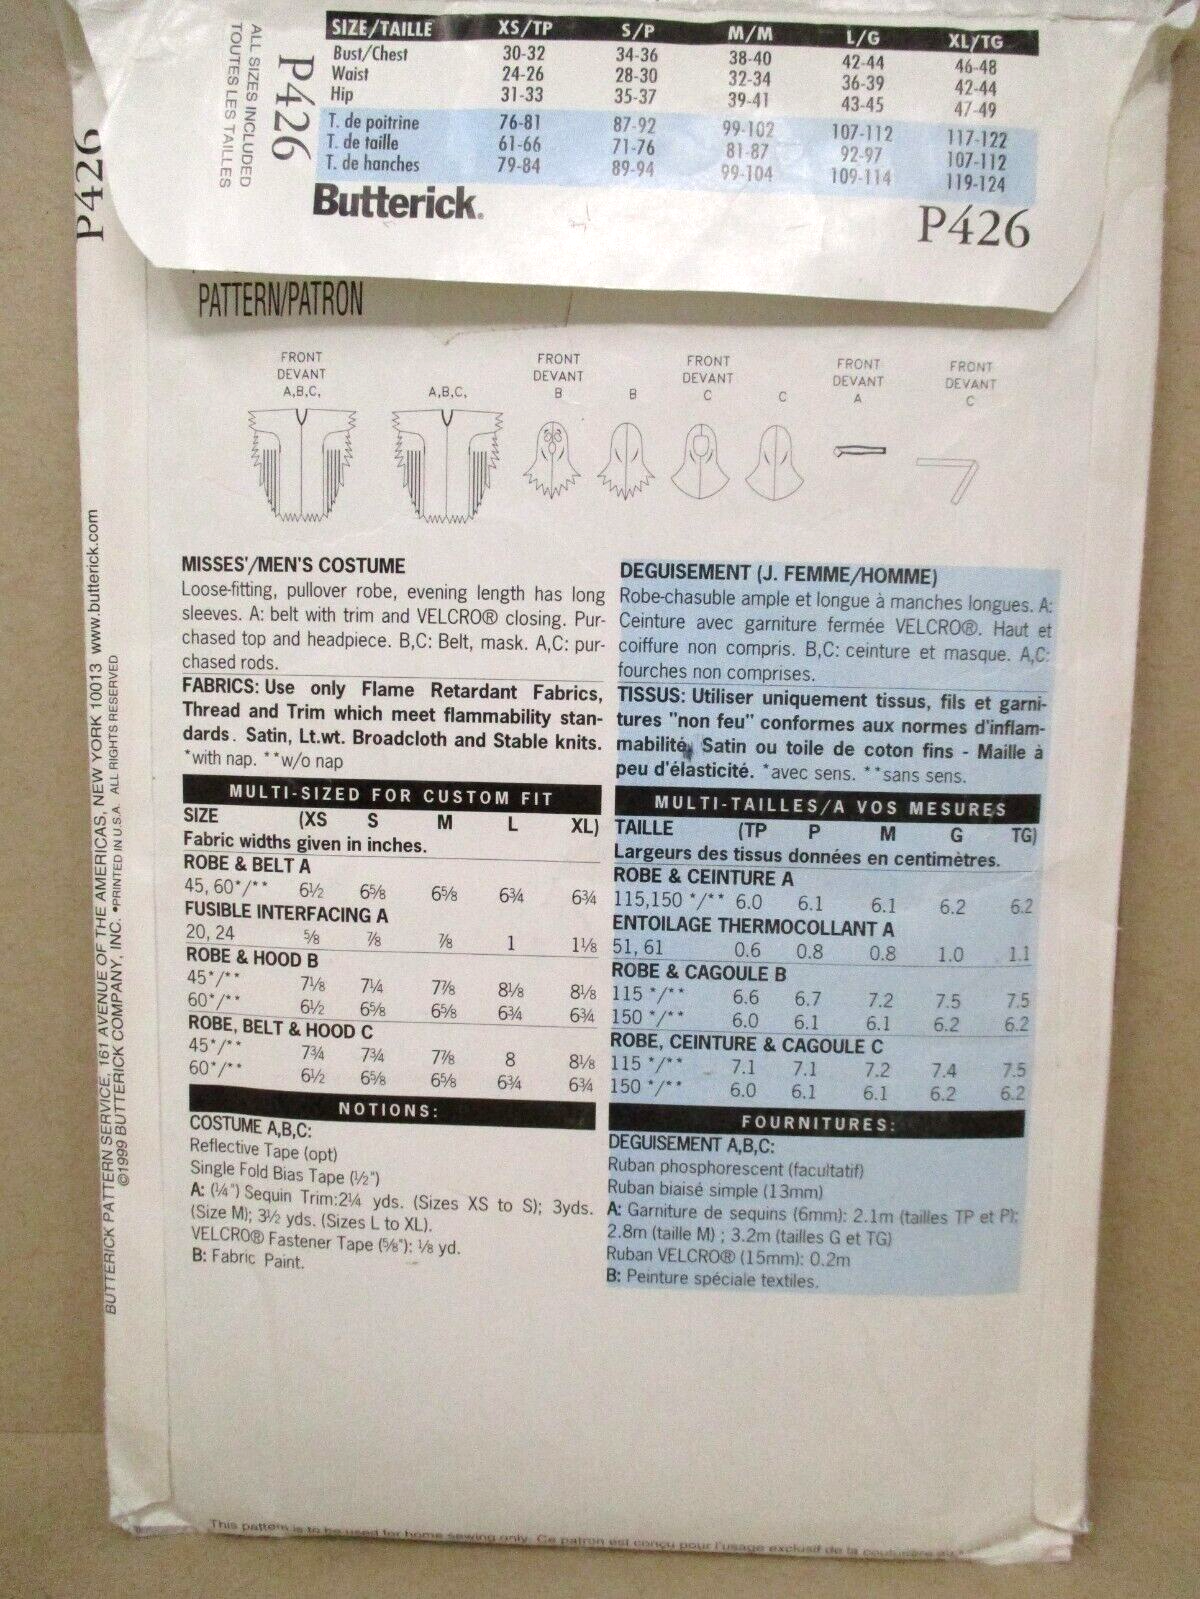 SIZE/TAILLE XS/TP S/P M/M L/G XL/TG
Bust/Chest 30-32 34-36 38-40 42-44 46-48
Waist 24-26 28-30 32-34 36-39 42-44
Hip 31-33 35-37 39-41 43-45 47-49
T. de poitrine 76-81 87-92 99-102 107-112 117-122
T. de taille 61-66 71-76 81-87 92-97 107-112
T. de hanches 79-84 89-94 99-104 109-114 119-124
Butterick®
P426
P426
ALL SIZES INCLUDED
TOUTES LES TAILLES
P426
PATTERN/PATRON
FRONT
DEVANT
A,B,C,
A,B,C,
FRONT
DEVANT
B
B
FRONT
DEVANT
C
C
FRONT
DEVANT
A
FRONT
DEVANT
C
MISSES'/MEN'S COSTUME
Loose-fitting, pullover robe, evening length has long
sleeves. A: belt with trim and VELCRO® closing. Pur-
chased top and headpiece. B,C: Belt, mask. A,C: pur-
chased rods.
FABRICS: Use only Flame Retardant Fabrics,
Thread and Trim which meet flammability stan-
dards. Satin, Lt.wt. Broadcloth and Stable knits.
*with nap. **w/o nap
MULTI-SIZED FOR CUSTOM FIT
SIZE (XS S M L XL)
Fabric widths given in inches.
ROBE & BELT A
45, 60*/** 6½ 6⅝ 6⅝ 6¾ 6¾
FUSIBLE INTERFACING A
20, 24 ⅝ ⅞ ⅞ 1 1⅛
ROBE & HOOD B
45*/** 7⅛ 7¼ 7⅞ 8⅛ 8⅛
60*/** 6½ 6⅝ 6⅝ 6¾ 6¾
ROBE, BELT & HOOD C
45*/** 7¾ 7¾ 7⅞ 8 8⅛
60*/** 6½ 6⅝ 6⅝ 6¾ 6¾
NOTIONS:
COSTUME A,B,C:
Reflective Tape (opt)
Single Fold Bias Tape (½")
A: (¼") Sequin Trim:2¼ yds. (Sizes XS to S); 3yds.
(Size M); 3½ yds. (Sizes L to XL).
VELCRO® Fastener Tape (⅝"): ⅛ yd.
B: Fabric Paint.
DEGUISEMENT (J. FEMME/HOMME)
Robe-chasuble ample et longue à manches longues. A:
Ceinture avec garniture fermée VELCRO®. Haut et
coiffure non compris. B,C: ceinture et masque. A,C:
fourches non comprises.
TISSUS: Utiliser uniquement tissus, fils et garni-
tures "non feu" conformes aux normes d'inflam-
mabilité. Satin ou toile de coton fins - Maille à
peu d'élasticité. *avec sens. **sans sens.
MULTI-TAILLES/A VOS MESURES
TAILLE (TP P M G TG)
Largeurs des tissus données en centimètres.
ROBE & CEINTURE A
115,150 */** 6.0 6.1 6.1 6.2 6.2
ENTOILAGE THERMOCOLLANT A
51, 61 0.6 0.8 0.8 1.0 1.1
ROBE & CAGOULE B
115 */** 6.6 6.7 7.2 7.5 7.5
150 */** 6.0 6.1 6.1 6.2 6.2
ROBE, CEINTURE & CAGOULE C
115 */** 7.1 7.1 7.2 7.4 7.5
150 */** 6.0 6.1 6.1 6.2 6.2
FOURNITURES:
DEGUISEMENT A,B,C:
Ruban phosphorescent (facultatif)
Ruban biaisé simple (13mm)
A: Garniture de sequins (6mm): 2.1m (tailles TP et P);
2.8m (taille M) ; 3.2m (tailles G et TG)
Ruban VELCRO® (15mm): 0.2m
B: Peinture spéciale textiles.
BUTTERICK PATTERN SERVICE, 161 AVENUE OF THE AMERICAS, NEW YORK 10013 www.butterick.com
©1999 BUTTERICK COMPANY, INC. •PRINTED IN U.S.A. ALL RIGHTS RESERVED
This pattern is to be used for home sewing only. Ce patron est conçu pour l'usage exclusif de la couturière